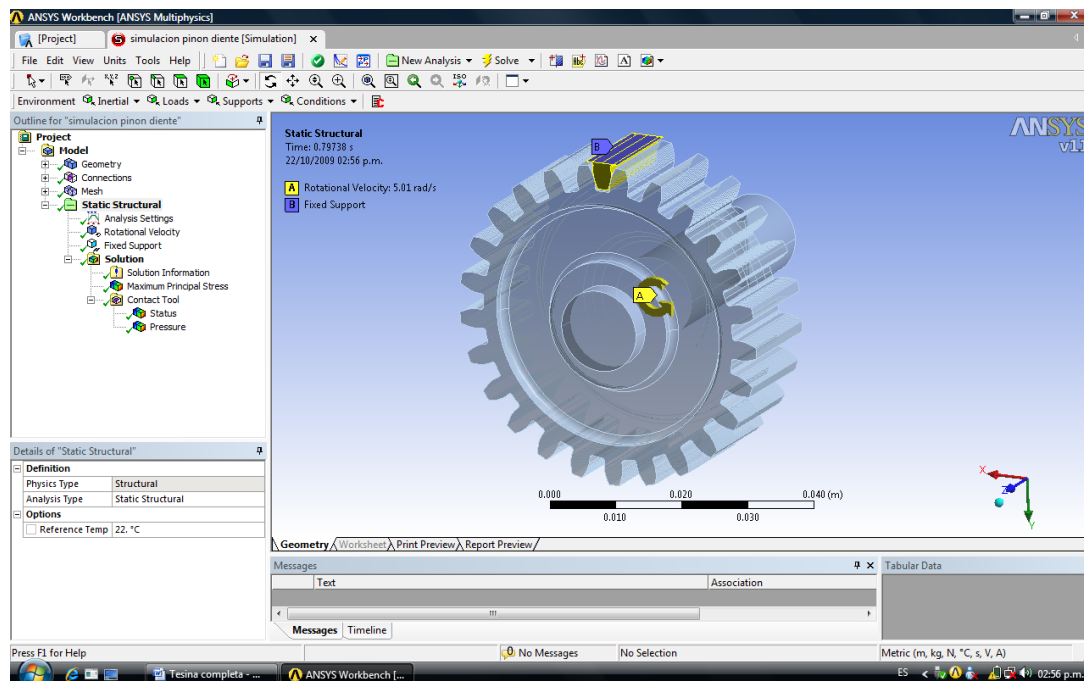 ANSYS Workbench [ANSYS Multiphysics]
[Project] simulacion pinon diente [Simulation]
File Edit View Units Tools Help New Analysis Solve
ISO
Environment Inertial Loads Supports Conditions
Outline for "simulacion pinon diente"
Project
Model
Geometry
Connections
Mesh
Static Structural
Analysis Settings
Rotational Velocity
Fixed Support
Solution
Solution Information
Maximum Principal Stress
Contact Tool
Status
Pressure
Details of "Static Structural"
Definition
Physics Type Structural
Analysis Type Static Structural
Options
Reference Temp 22. °C
Static Structural
Time: 0.79738 s
22/10/2009 02:56 p.m.
A Rotational Velocity: 5.01 rad/s
B Fixed Support
ANSYS
B
A
0.000 0.020 0.040 (m)
0.010 0.030
X
Z
Y
Geometry Worksheet Print Preview Report Preview
Messages
Text Association
Messages Timeline
Tabular Data
Press F1 for Help No Messages No Selection Metric (m, kg, N, °C, s, V, A)
Tesina completa - ... ANSYS Workbench [... ES 02:56 p.m.